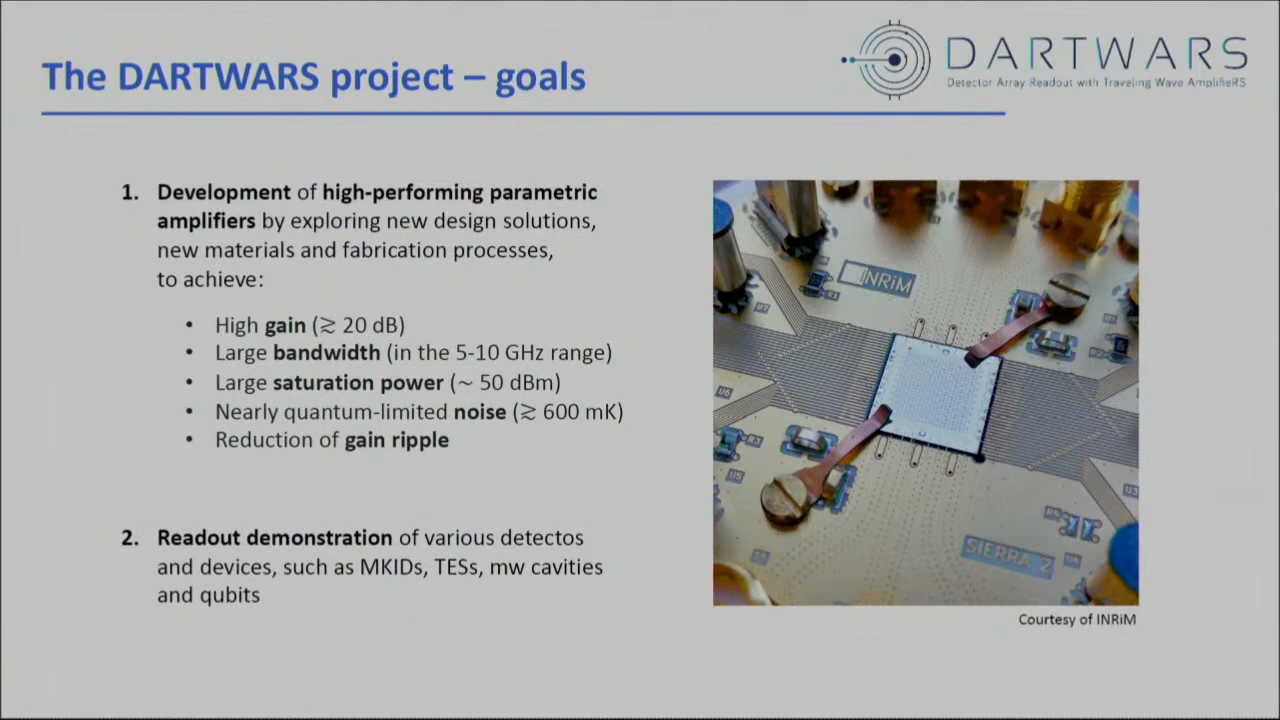 The DARTWARS project – goals
DARTWARS
Detector Array Readout with Traveling Wave AmplifieRS
1. Development of high-performing parametric
amplifiers by exploring new design solutions,
new materials and fabrication processes,
to achieve:
• High gain (≳ 20 dB)
• Large bandwidth (in the 5-10 GHz range)
• Large saturation power (~ 50 dBm)
• Nearly quantum-limited noise (≳ 600 mK)
• Reduction of gain ripple
2. Readout demonstration of various detectos
and devices, such as MKIDs, TESs, mw cavities
and qubits
INRiM
SIERRA 2
Courtesy of INRiM